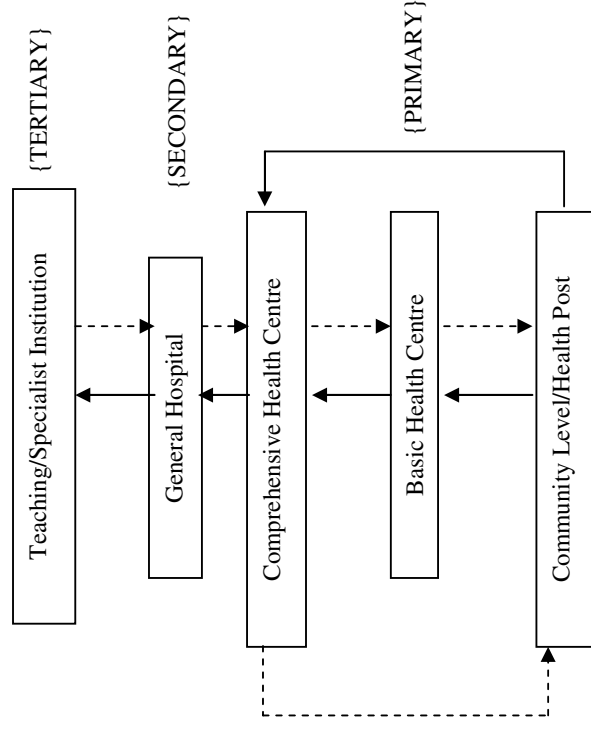 Teaching/Specialist Institution
{TERTIARY}
General Hospital
{SECONDARY}
Comprehensive Health Centre
Basic Health Centre
{PRIMARY}
Community Level/Health Post